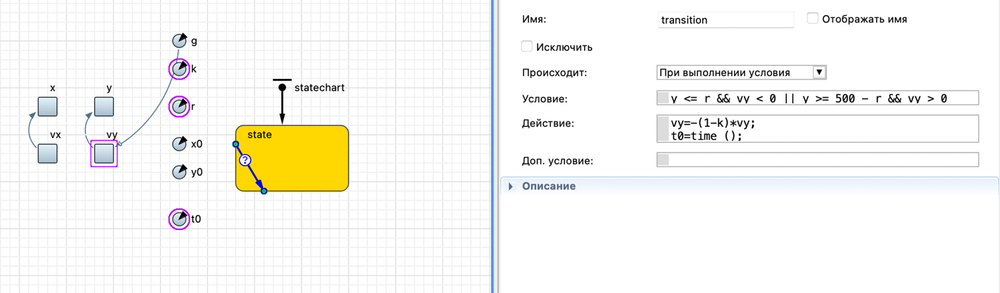 g
k
x
y
r
statechart
vx
vy
state
x0
y0
?
t0
Имя:
transition
Отображать имя
Исключить
Происходит:
При выполнении условия
Условие:
y <= r && vy < 0 || y >= 500 - r && vy > 0
Действие:
vy=-(1-k)*vy;
t0=time ();
Доп. условие:
Описание